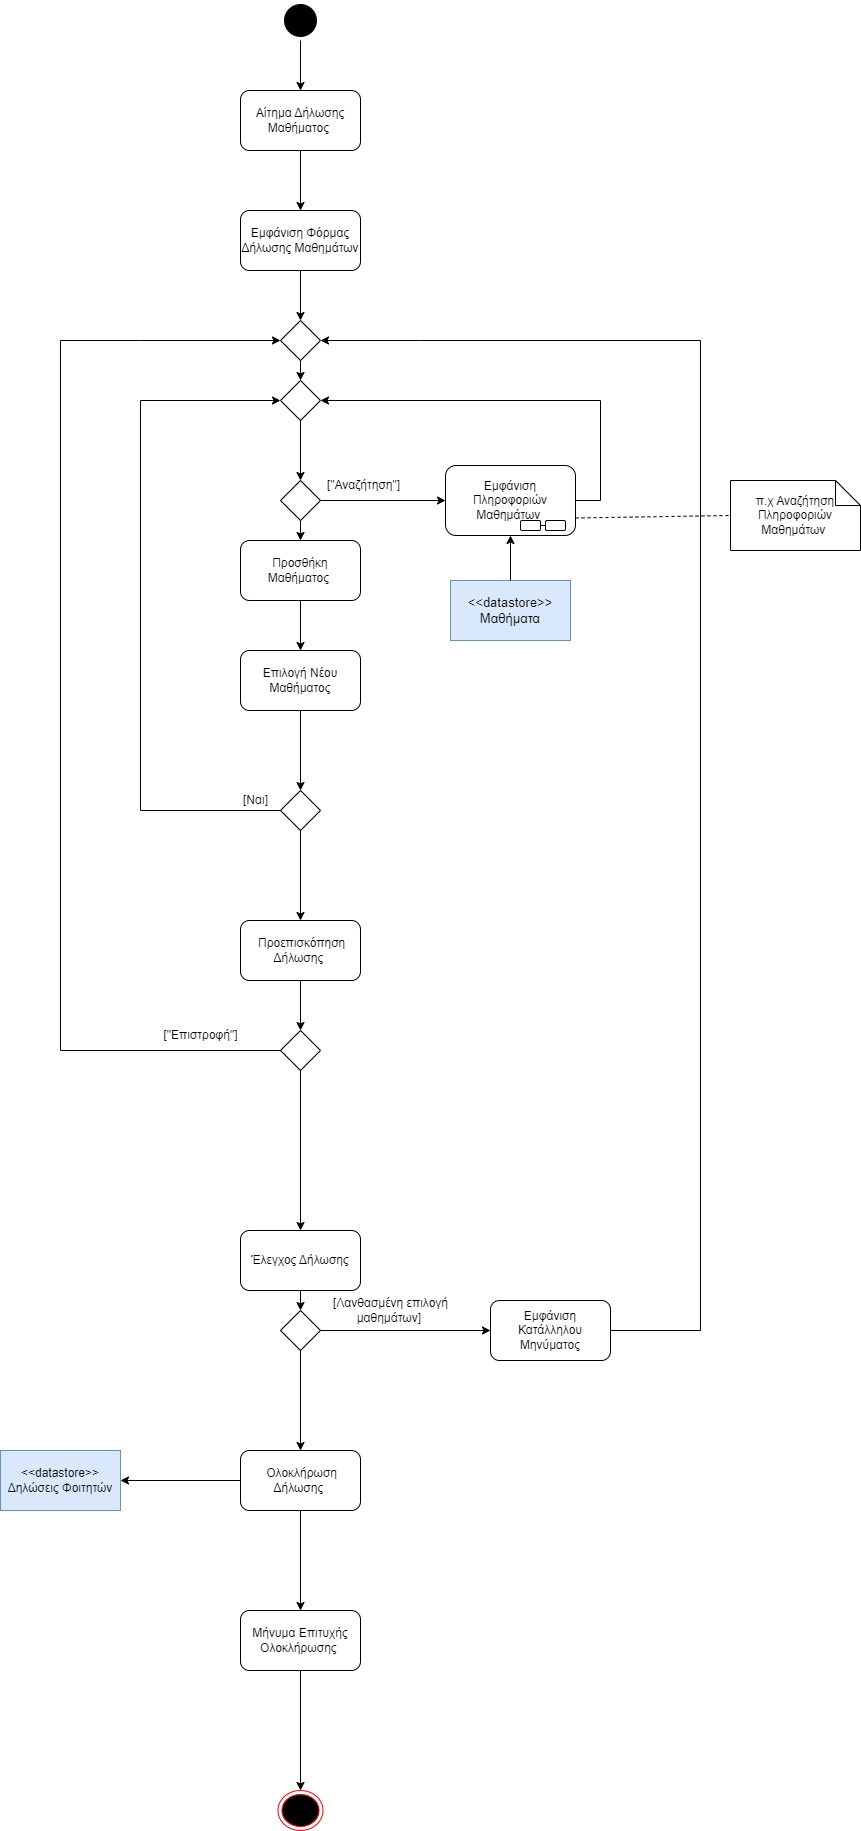 Αίτημα Δήλωσης
Μαθήματος
Εμφάνιση Φόρμας
Δήλωσης Μαθημάτων
["Αναζήτηση"]
Εμφάνιση
Πληροφοριών
Μαθημάτων
π.χ Αναζήτηση
Πληροφοριών
Μαθημάτων
Προσθήκη
Μαθήματος
<<datastore>>
Μαθήματα
Επιλογή Νέου
Μαθήματος
[Ναι]
Προεπισκόπηση
Δήλωσης
["Επιστροφή"]
Έλεγχος Δήλωσης
[Λανθασμένη επιλογή
μαθημάτων]
Εμφάνιση
Κατάλληλου
Μηνύματος
<<datastore>>
Δηλώσεις Φοιτητών
Ολοκλήρωση
Δήλωσης
Μήνυμα Επιτυχής
Ολοκλήρωσης